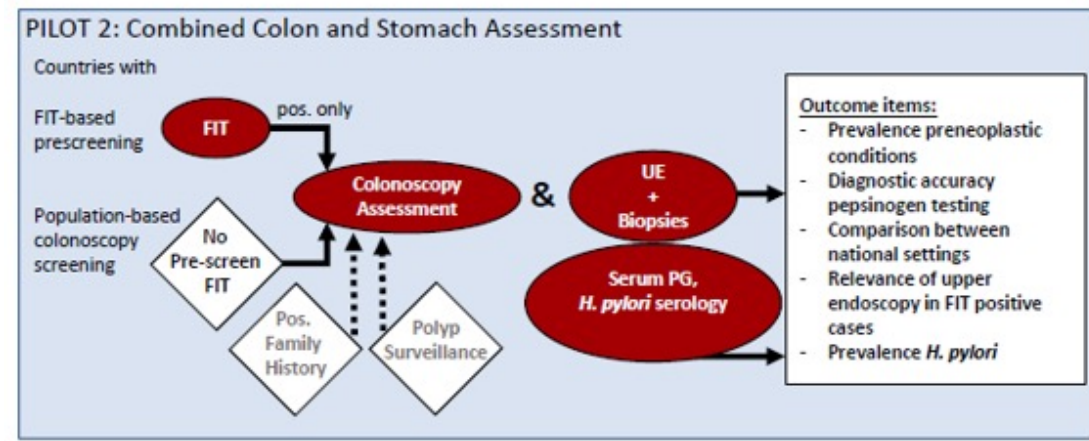 PILOT 2: Combined Colon and Stomach Assessment
Countries with
FIT-based
prescreening
FIT
pos. only
Population-based
colonoscopy
screening
No
Pre-screen
FIT
Colonoscopy
Assessment
Pos.
Family
History
Polyp
Surveillance
&
UE
+
Biopsies
Serum PG,
H. pylori serology
Outcome items:
- Prevalence preneoplastic
conditions
- Diagnostic accuracy
pepsinogen testing
- Comparison between
national settings
- Relevance of upper
endoscopy in FIT positive
cases
- Prevalence H. pylori